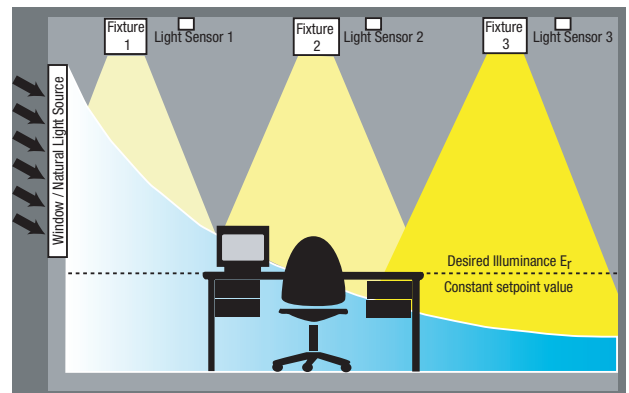 Fixture
1
Light Sensor 1
Fixture
2
Light Sensor 2
Fixture
3
Light Sensor 3
Window / Natural Light Source
Desired Illuminance Er
Constant setpoint value